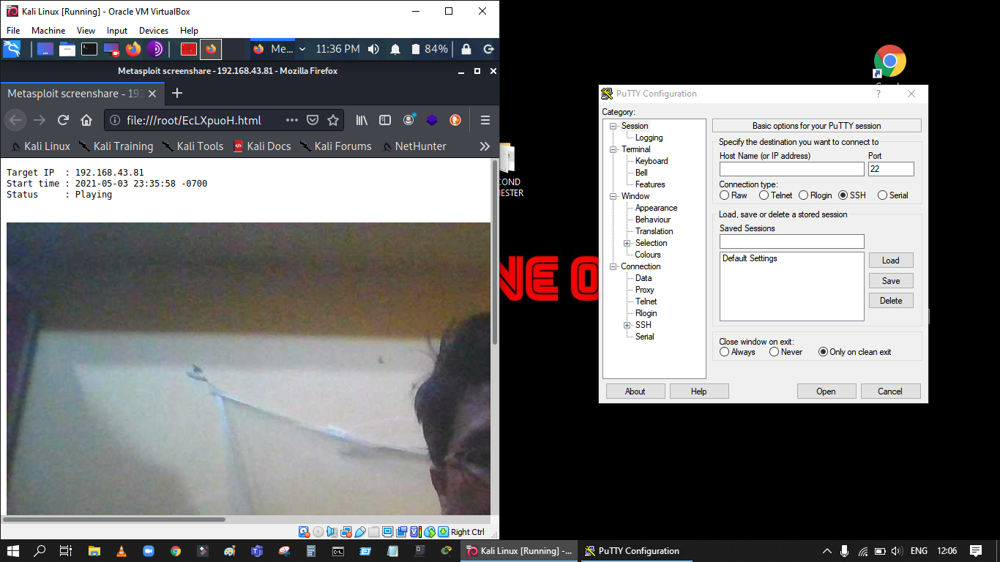 Kali Linux [Running] - Oracle VM VirtualBox
File Machine View Input Devices Help
Me... 11:36 PM 84%
Metasploit screenshare - 192.168.43.81 - Mozilla Firefox
Metasploit screenshare - 192
file:///root/EcLXpuoH.html
Kali Linux Kali Training Kali Tools Kali Docs Kali Forums NetHunter
Target IP : 192.168.43.81
Start time : 2021-05-03 23:35:58 -0700
Status : Playing
Right Ctrl
COND
ESTER
NE O
PuTTY Configuration
Category:
Session
Logging
Terminal
Keyboard
Bell
Features
Window
Appearance
Behaviour
Translation
Selection
Colours
Connection
Data
Proxy
Telnet
Rlogin
SSH
Serial
Basic options for your PuTTY session
Specify the destination you want to connect to
Host Name (or IP address) Port
22
Connection type:
Raw Telnet Rlogin SSH Serial
Load, save or delete a stored session
Saved Sessions
Default Settings
Load
Save
Delete
Close window on exit:
Always Never Only on clean exit
About Help Open Cancel
Kali Linux [Running] -... PuTTY Configuration ENG 12:06